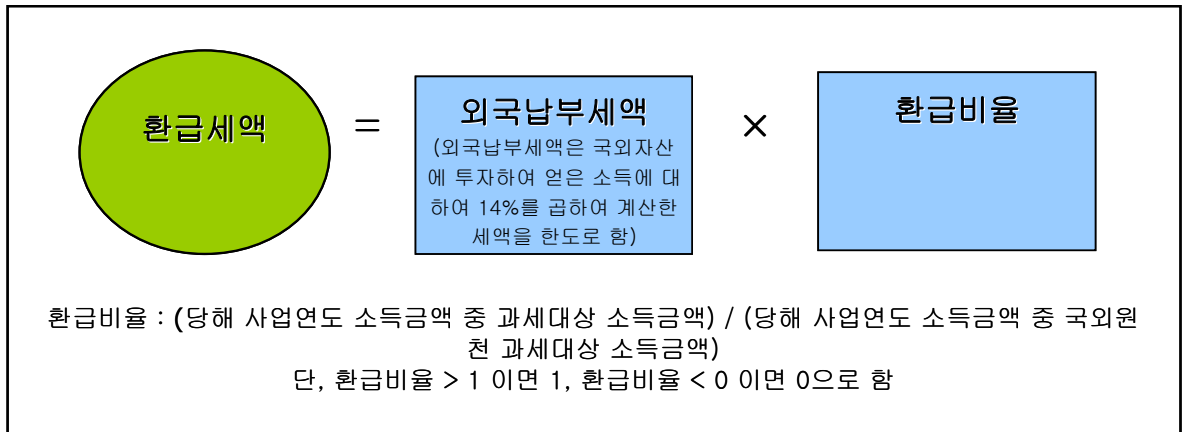 환급세액
=
외국납부세액
(외국납부세액은 국외자산
에 투자하여 얻은 소득에 대
하여 14%를 곱하여 계산한
세액을 한도로 함)
×
환급비율
환급비율 : (당해 사업연도 소득금액 중 과세대상 소득금액) / (당해 사업연도 소득금액 중 국외원
천 과세대상 소득금액)
단, 환급비율 > 1 이면 1, 환급비율 < 0 이면 0으로 함